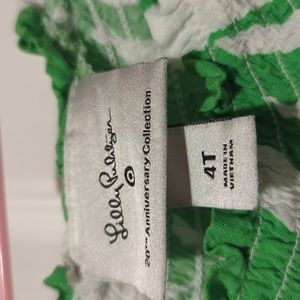 Lilly Pulitzer
20TH Anniversary Collection
4T
MADE IN
VIETNAM